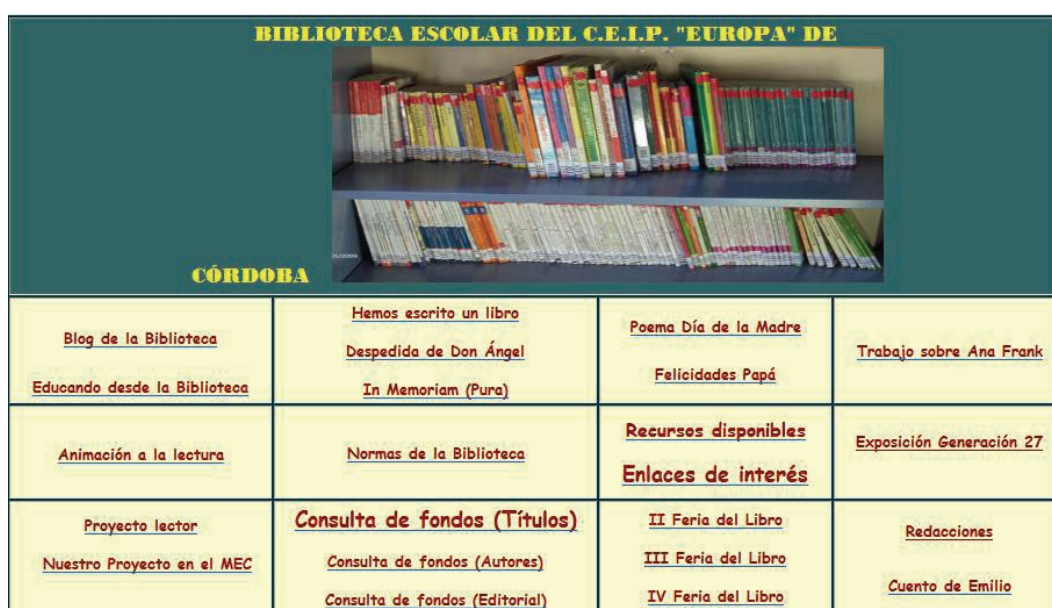 BIBLIOTECA ESCOLAR DEL C.E.I.P. "EUROPA" DE
CÓRDOBA
Blog de la Biblioteca
Educando desde la Biblioteca
Hemos escrito un libro
Despedida de Don Ángel
In Memoriam (Pura)
Poema Día de la Madre
Felicidades Papá
Trabajo sobre Ana Frank
Animación a la lectura
Normas de la Biblioteca
Recursos disponibles
Enlaces de interés
Exposición Generación 27
Proyecto lector
Nuestro Proyecto en el MEC
Consulta de fondos (Títulos)
Consulta de fondos (Autores)
Consulta de fondos (Editorial)
II Feria del Libro
III Feria del Libro
IV Feria del Libro
Redacciones
Cuento de Emilio